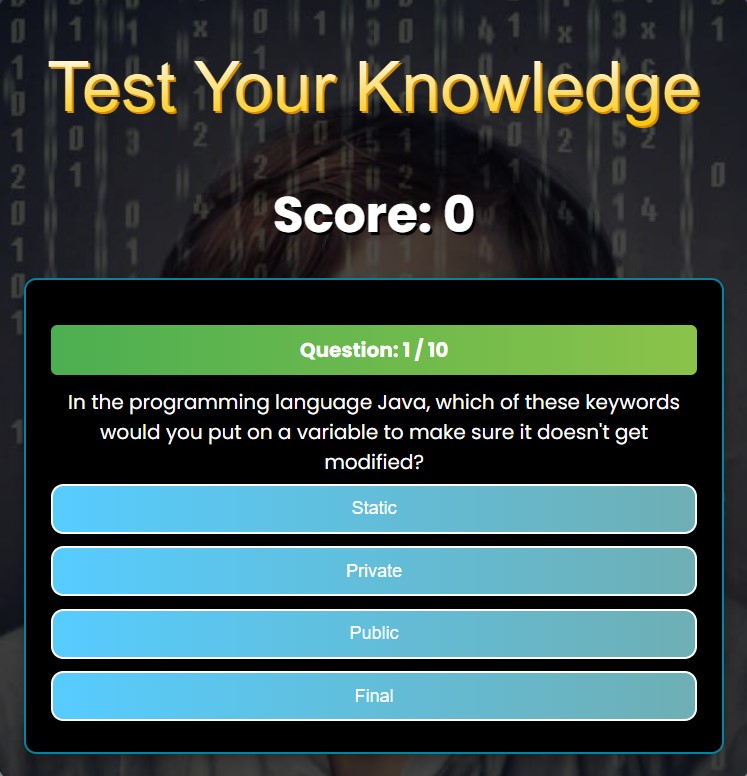 Test Your Knowledge
Score: 0
Question: 1 / 10
In the programming language Java, which of these keywords
would you put on a variable to make sure it doesn't get
modified?
Static
Private
Public
Final